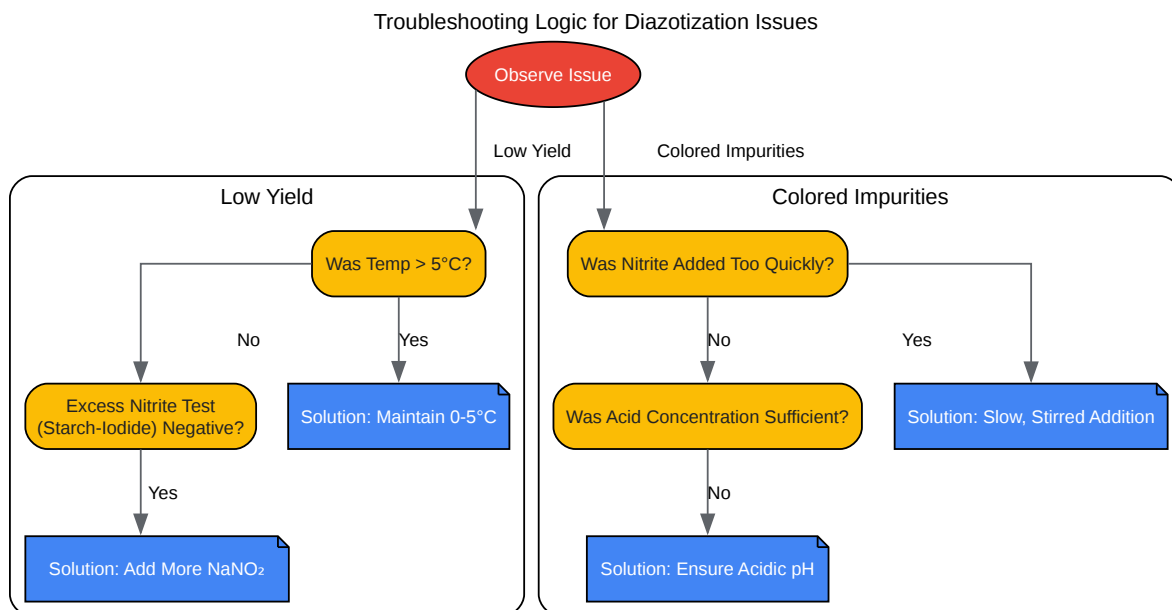 Troubleshooting Logic for Diazotization Issues
Observe Issue
Low Yield
Colored Impurities
Low Yield
Colored Impurities
Was Temp > 5°C?
Was Nitrite Added Too Quickly?
No
Yes
No
Yes
Excess Nitrite Test
(Starch-Iodide) Negative?
Solution: Maintain 0-5°C
Was Acid Concentration Sufficient?
Solution: Slow, Stirred Addition
Yes
No
Solution: Add More NaNO₂
Solution: Ensure Acidic pH